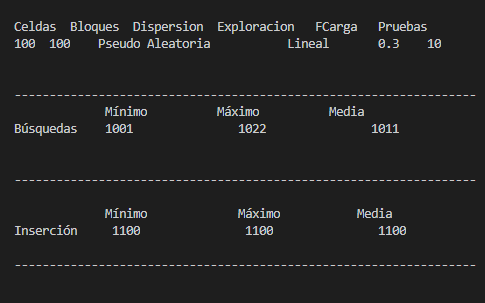 Celdas Bloques Dispersion Exploracion FCarga Pruebas
100 100 Pseudo Aleatoria Lineal 0.3 10
------------------------------------------------------------------
Mínimo Máximo Media
Búsquedas 1001 1022 1011
------------------------------------------------------------------
Mínimo Máximo Media
Inserción 1100 1100 1100
------------------------------------------------------------------